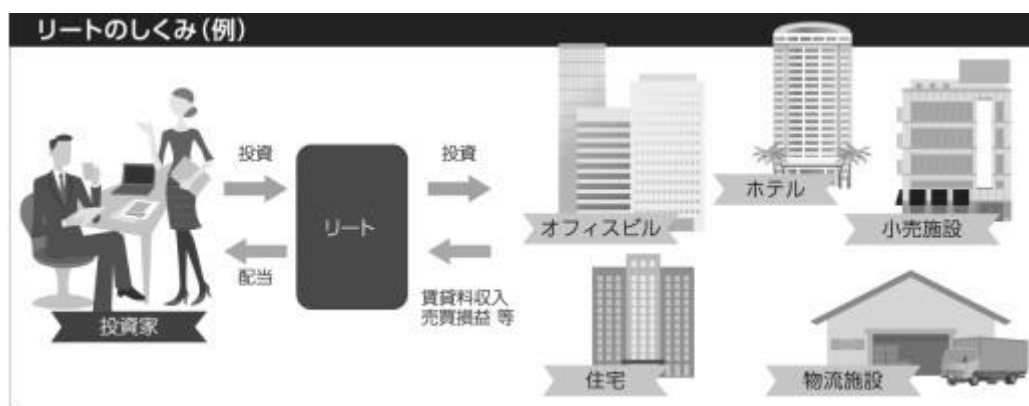 リートのしくみ(例)
投資
投資
リート
配当
賃貸料収入
売買損益 等
投資家
オフィスビル
ホテル
小売施設
住宅
物流施設